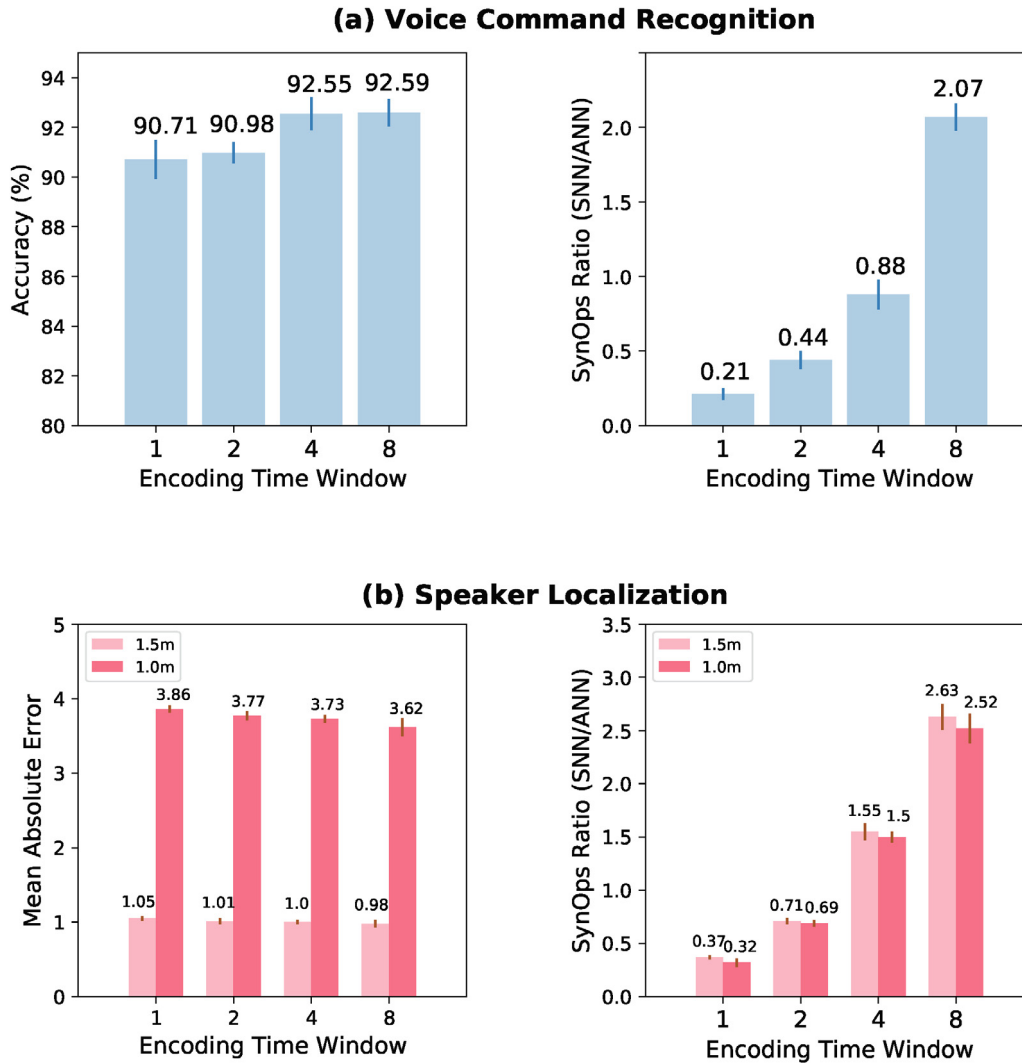 (a) Voice Command Recognition
94
92
90
88
86
84
82
80
Accuracy (%)
90.71
90.98
92.55
92.59
1 2 4 8
Encoding Time Window
2.0
1.5
1.0
0.5
0.0
SynOps Ratio (SNN/ANN)
0.21
0.44
0.88
2.07
1 2 4 8
Encoding Time Window
(b) Speaker Localization
5
4
3
2
1
0
Mean Absolute Error
1.5m
1.0m
3.86
3.77
3.73
3.62
1.05
1.01
1.0
0.98
1 2 4 8
Encoding Time Window
3.5
3.0
2.5
2.0
1.5
1.0
0.5
0.0
SynOps Ratio (SNN/ANN)
1.5m
1.0m
0.37
0.32
0.71
0.69
1.55
1.5
2.63
2.52
1 2 4 8
Encoding Time Window